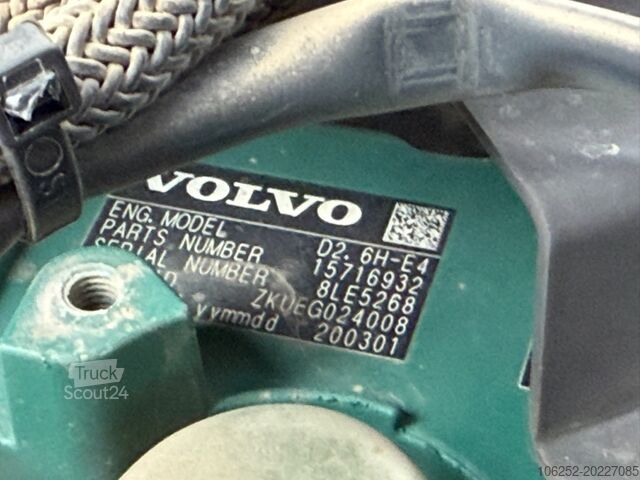 VOLVO
ENG. MODEL D2. 6H-E4
PARTS NUMBER 15716932
SERIAL NUMBER 8LE5268
ZKUEG024008
yymmdd 200301
Truck
Scout24
106252-20227085